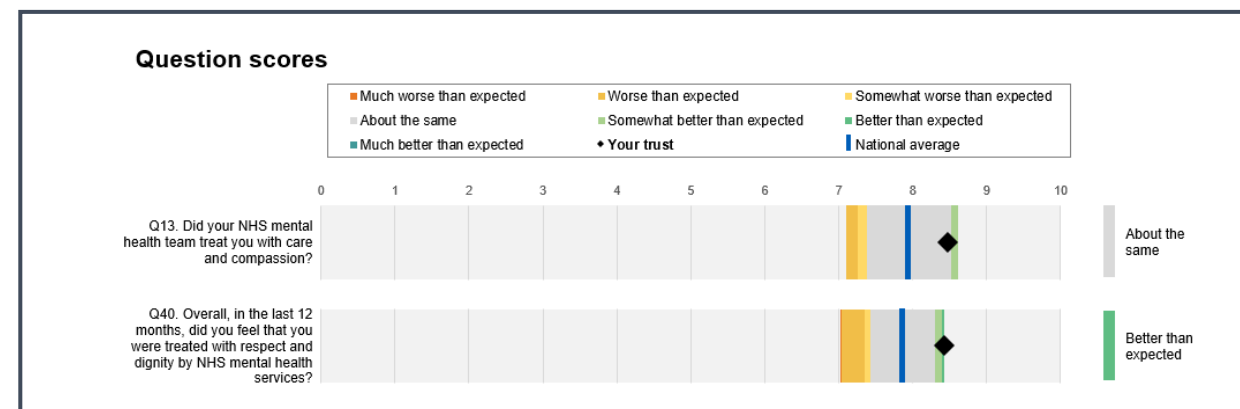 Question scores
Much worse than expected
Worse than expected
Somewhat worse than expected
About the same
Somewhat better than expected
Better than expected
Much better than expected
Your trust
National average
0 1 2 3 4 5 6 7 8 9 10
Q13. Did your NHS mental
health team treat you with care
and compassion?
About the
same
Q40. Overall, in the last 12
months, did you feel that you
were treated with respect and
dignity by NHS mental health
services?
Better than
expected